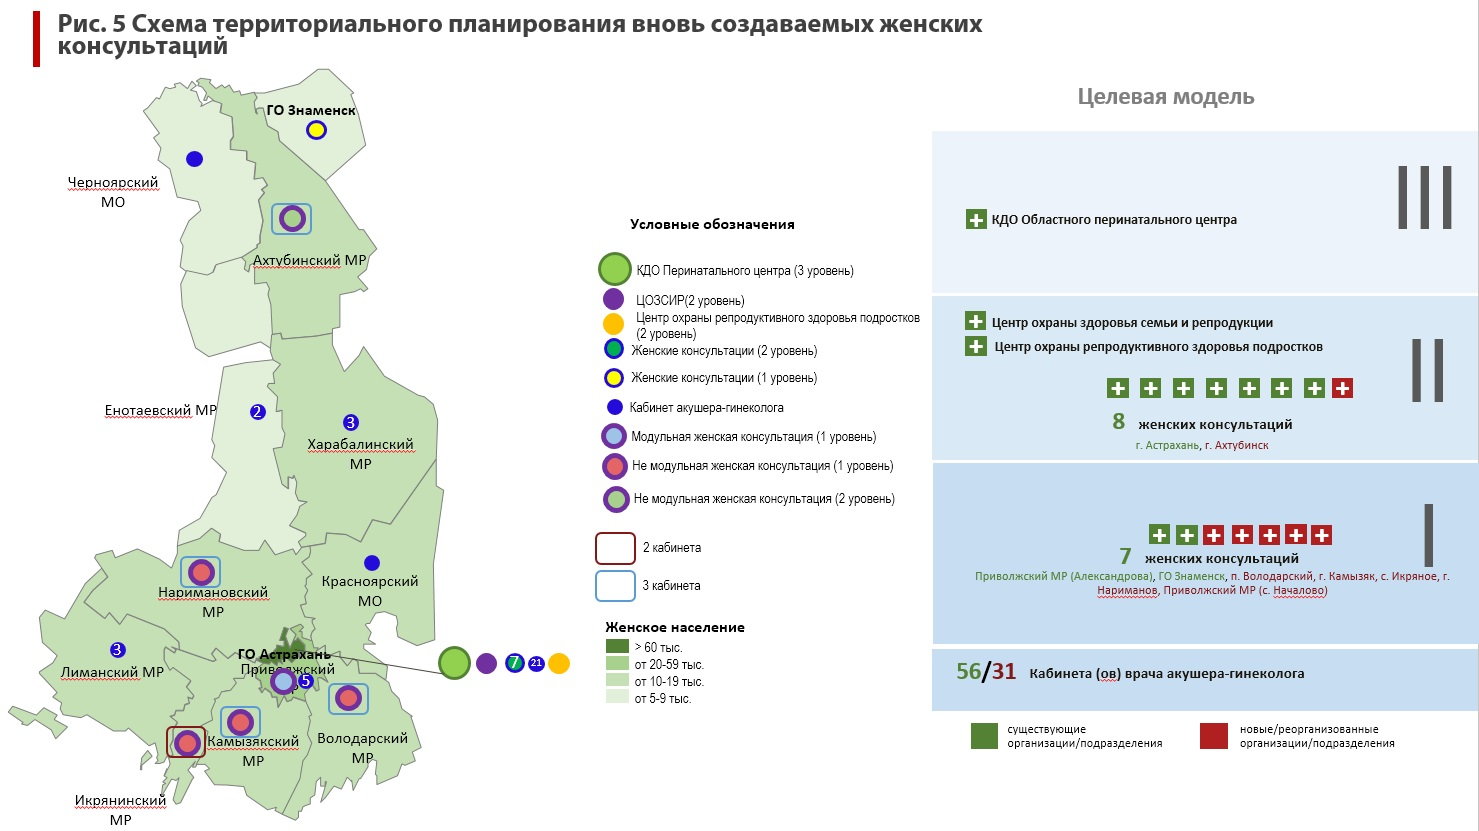 Рис. 5 Схема территориального планирования вновь создаваемых женских
консультаций
ГО Знаменск
Черноярский
МО
Ахтубинский МР
Енотаевский МР
2
3
Харабалинский
МР
Наримановский
МР
Красноярский
МО
3
Лиманский МР
ГО Астрахань
Приволжский
5
7
21
Камызякский
МР
Володарский
МР
Икрянинский
МР
Условные обозначения
КДО Перинатального центра (3 уровень)
ЦОЗСИР(2 уровень)
Центр охраны репродуктивного здоровья подростков
(2 уровень)
Женские консультации (2 уровень)
Женские консультации (1 уровень)
Кабинет акушера-гинеколога
Модульная женская консультация (1 уровень)
Не модульная женская консультация (1 уровень)
Не модульная женская консультация (2 уровень)
2 кабинета
3 кабинета
Женское население
> 60 тыс.
от 20-59 тыс.
от 10-19 тыс.
от 5-9 тыс.
Целевая модель
III
КДО Областного перинатального центра
II
Центр охраны здоровья семьи и репродукции
Центр охраны репродуктивного здоровья подростков
8 женских консультаций
г. Астрахань, г. Ахтубинск
I
7 женских консультаций
Приволжский МР (Александрова), ГО Знаменск, п. Володарский, г. Камызяк, с. Икряное, г.
Нариманов, Приволжский МР (с. Началово)
56/31 Кабинета (ов) врача акушера-гинеколога
существующие
организации/подразделения
новые/реорганизованные
организации/подразделения